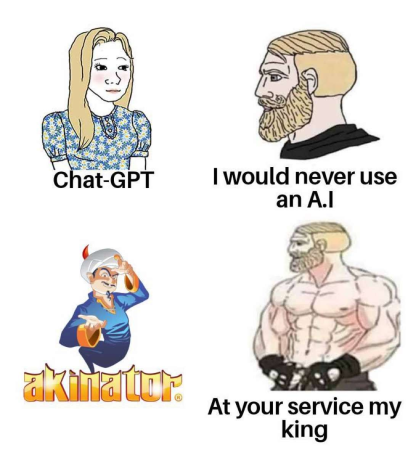 Chat-GPT
I would never use
an A.I
akinator®
At your service my
king